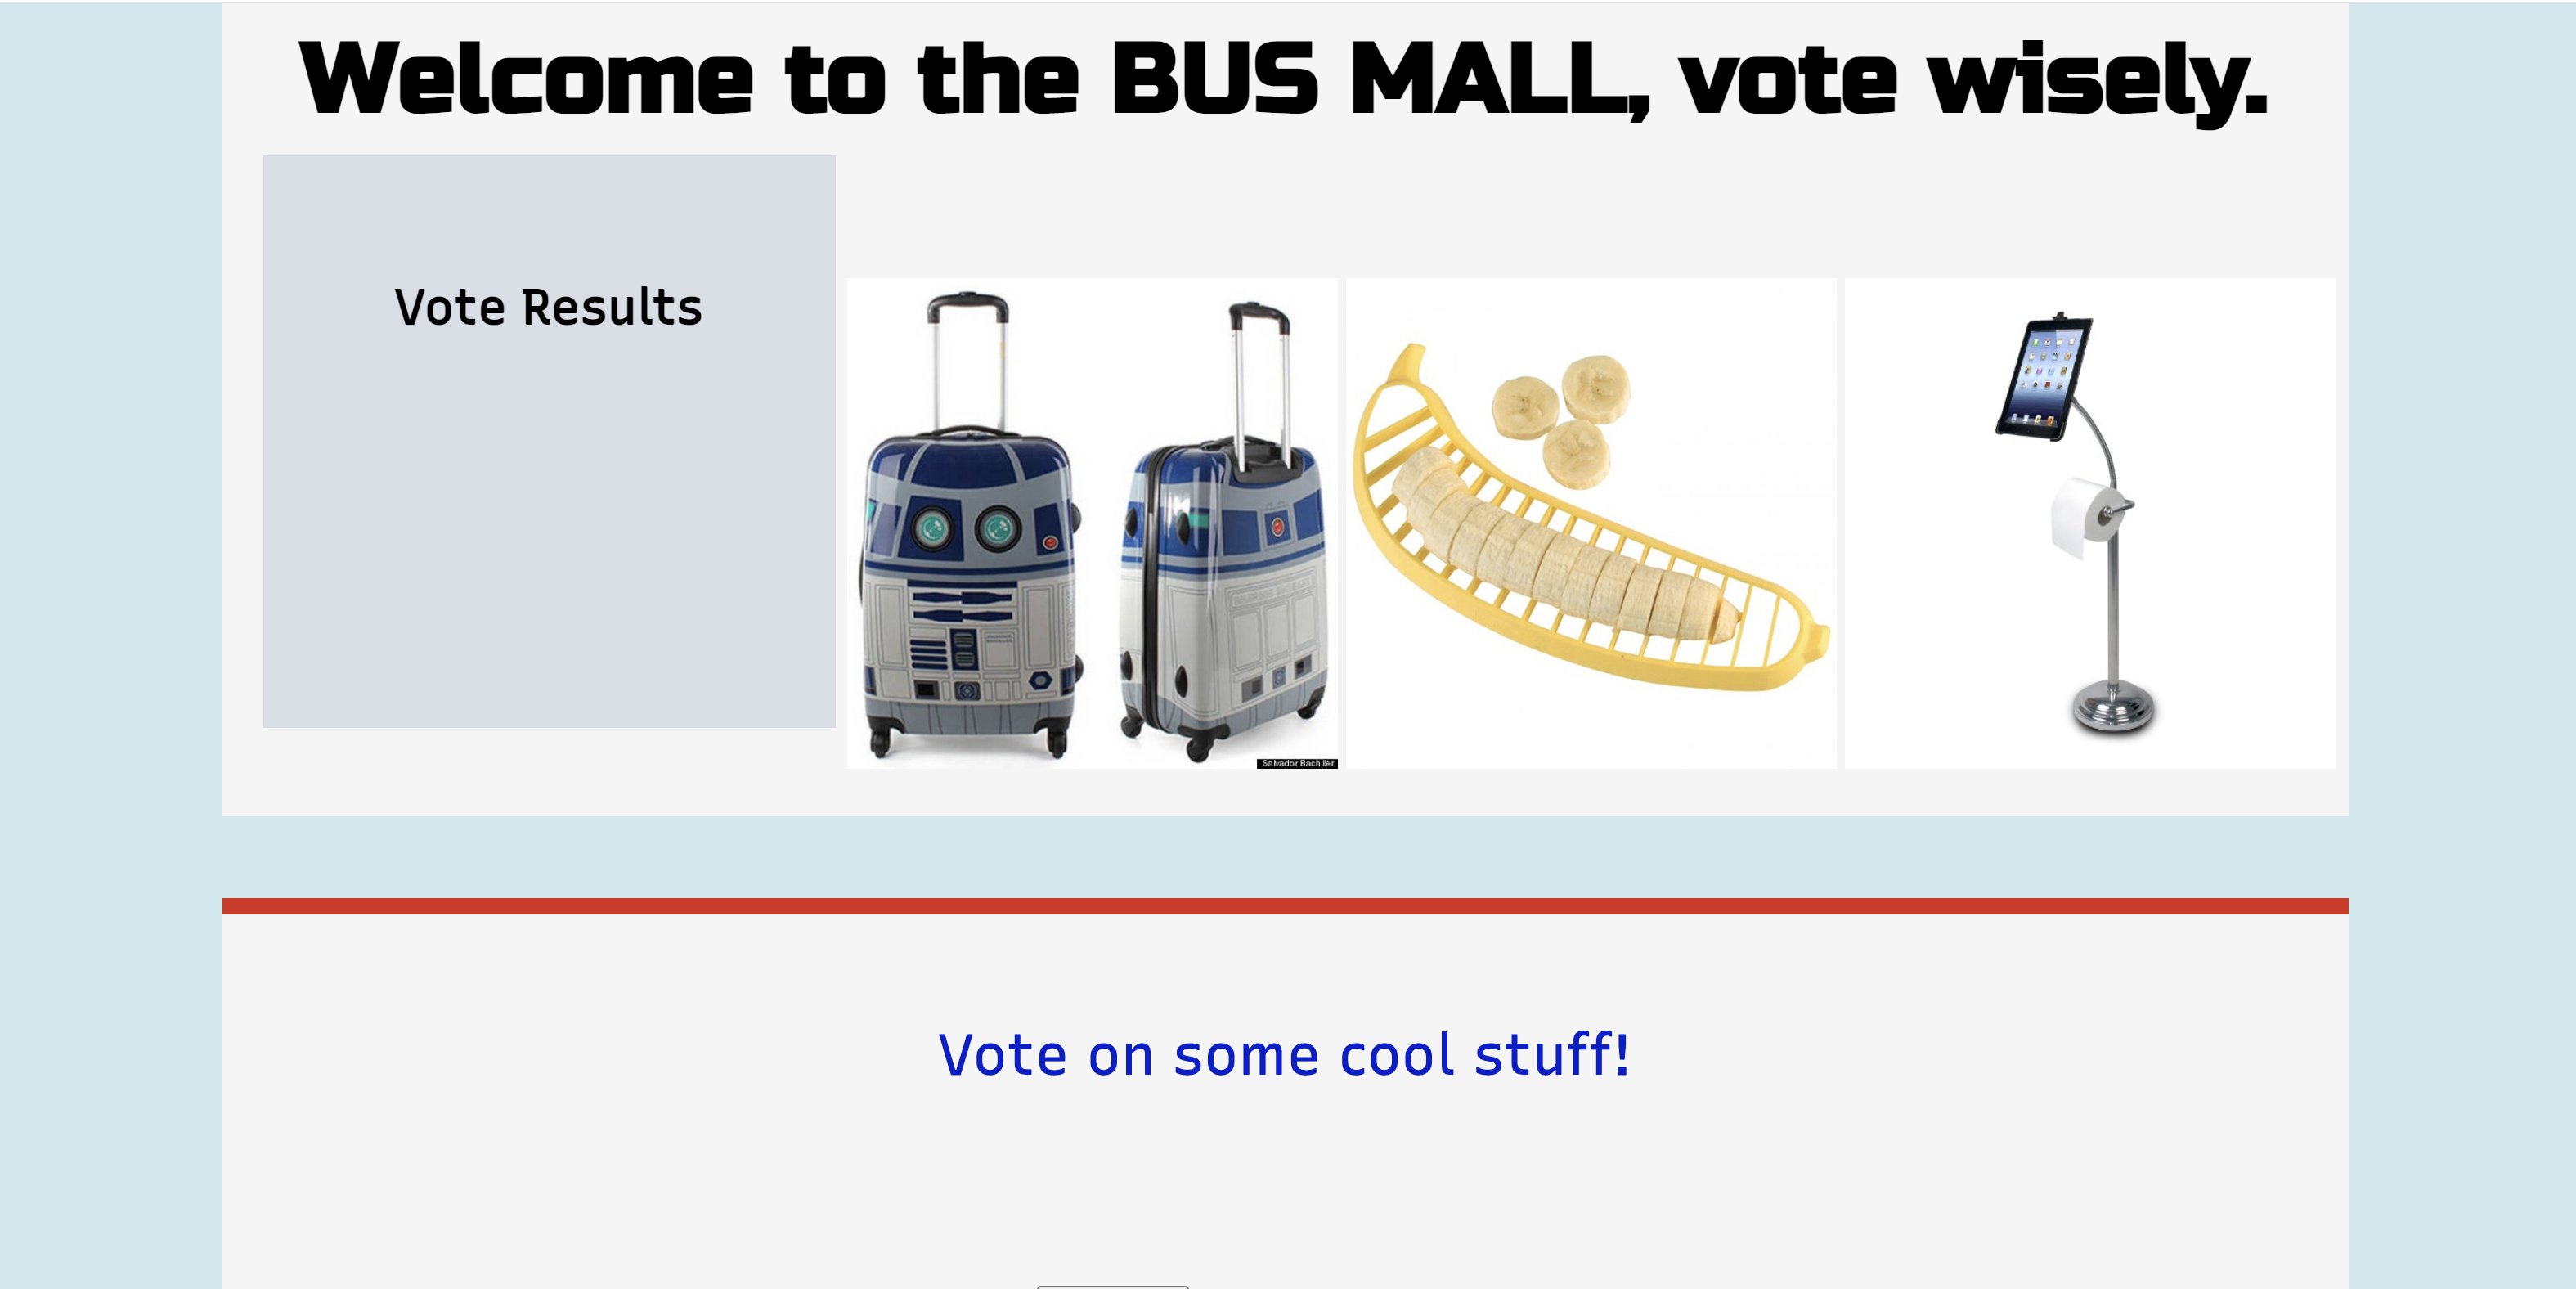 Welcome to the BUS MALL, vote wisely.
Vote Results
Salvador Bachiller
Vote on some cool stuff!